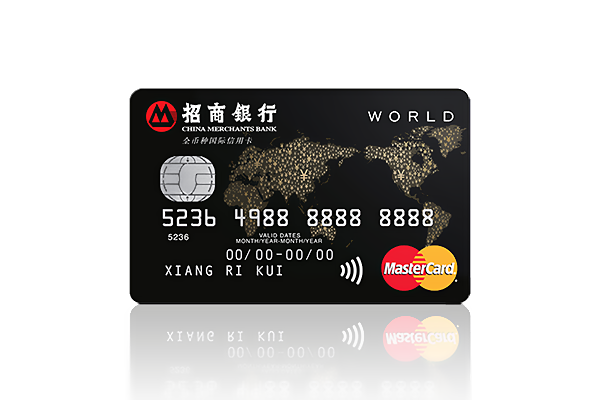 招商银行
CHINA MERCHANTS BANK
WORLD
全币种国际信用卡
5236 4988 8888 8888
5236
VALID DATES
MONTH/YEAR-MONTH/YEAR
00/00-00/00
XIANG RI KUI
MasterCard